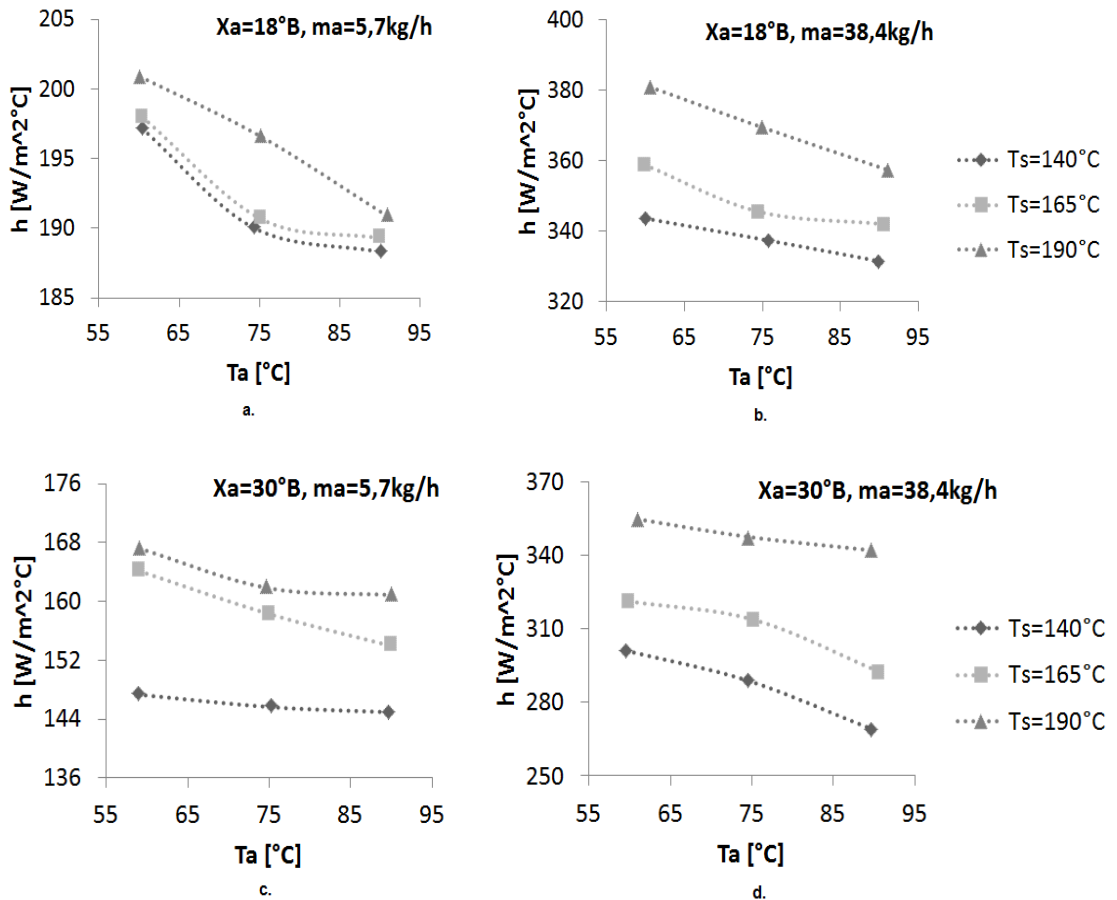 Xa=18°B, ma=5,7kg/h
h [W/m^2°C]
205
200
195
190
185
55 65 75 85 95
Ta [°C]
a.
Xa=18°B, ma=38,4kg/h
h [W/m^2°C]
400
380
360
340
320
55 65 75 85 95
Ta [°C]
b.
Ts=140°C
Ts=165°C
Ts=190°C
Xa=30°B, ma=5,7kg/h
h [W/m^2°C]
176
168
160
152
144
136
55 65 75 85 95
Ta [°C]
c.
Xa=30°B, ma=38,4kg/h
h [W/m^2°C]
370
340
310
280
250
55 65 75 85 95
Ta [°C]
d.
Ts=140°C
Ts=165°C
Ts=190°C